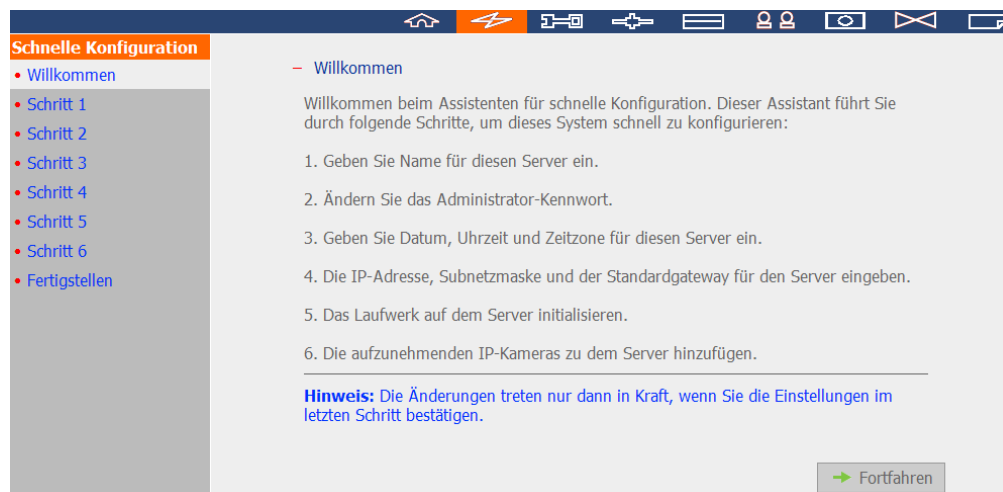 Schnelle Konfiguration
Willkommen
Schritt 1
Schritt 2
Schritt 3
Schritt 4
Schritt 5
Schritt 6
Fertigstellen
Willkommen
Willkommen beim Assistenten für schnelle Konfiguration. Dieser Assistant führt Sie
durch folgende Schritte, um dieses System schnell zu konfigurieren:
1. Geben Sie Name für diesen Server ein.
2. Ändern Sie das Administrator-Kennwort.
3. Geben Sie Datum, Uhrzeit und Zeitzone für diesen Server ein.
4. Die IP-Adresse, Subnetzmaske und der Standardgateway für den Server eingeben.
5. Das Laufwerk auf dem Server initialisieren.
6. Die aufzunehmenden IP-Kameras zu dem Server hinzufügen.
Hinweis: Die Änderungen treten nur dann in Kraft, wenn Sie die Einstellungen im
letzten Schritt bestätigen.
Fortfahren